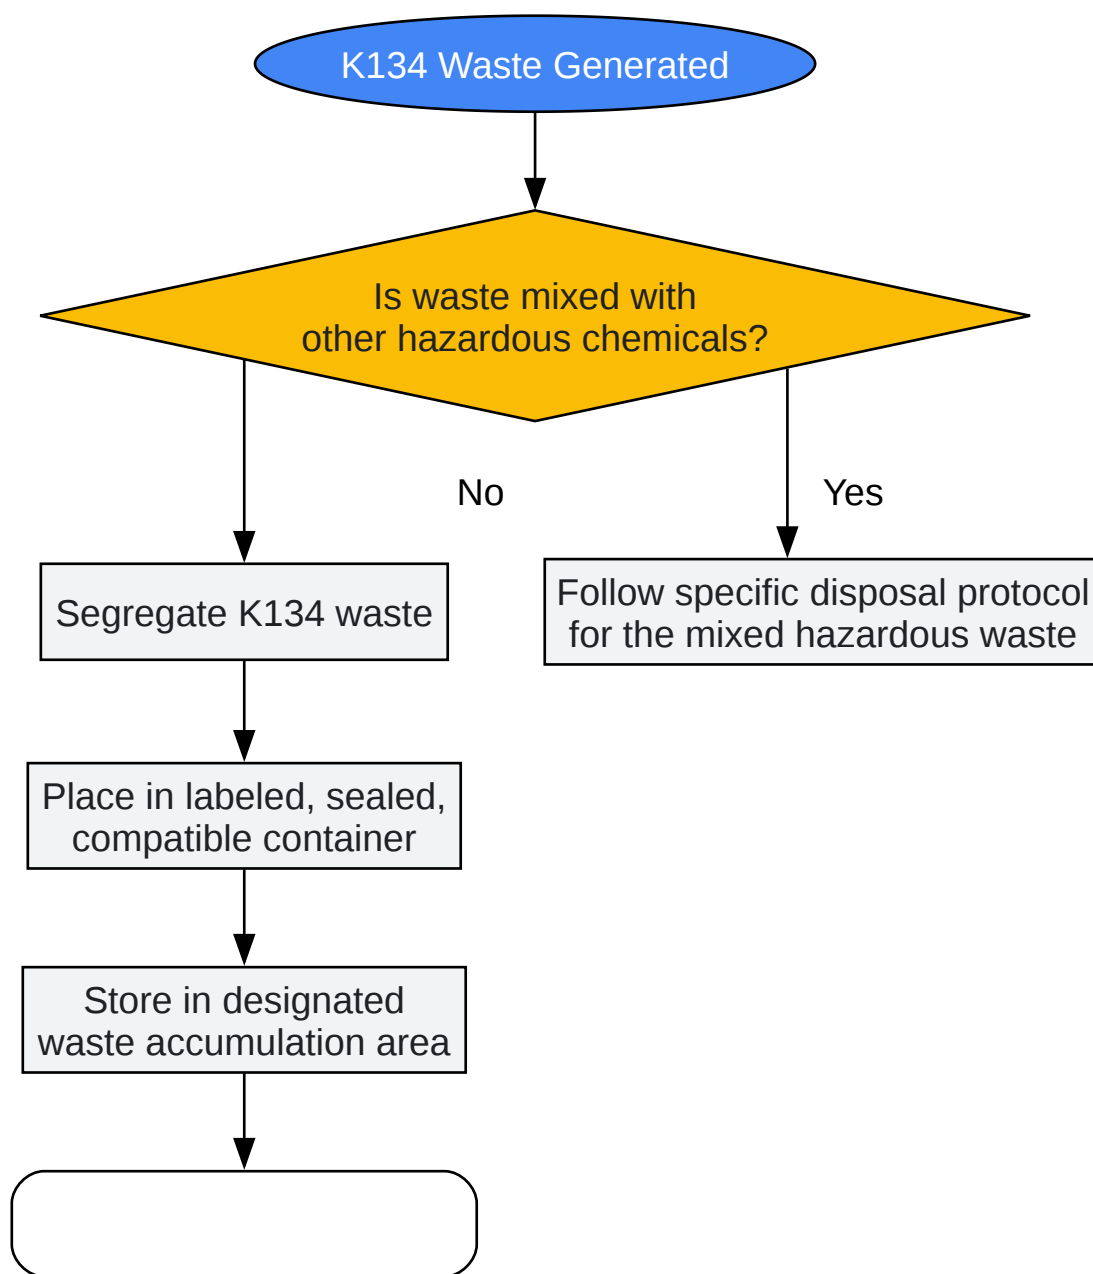 K134 Waste Generated
Is waste mixed with
other hazardous chemicals?
No
Yes
Segregate K134 waste
Follow specific disposal protocol
for the mixed hazardous waste
Place in labeled, sealed,
compatible container
Store in designated
waste accumulation area